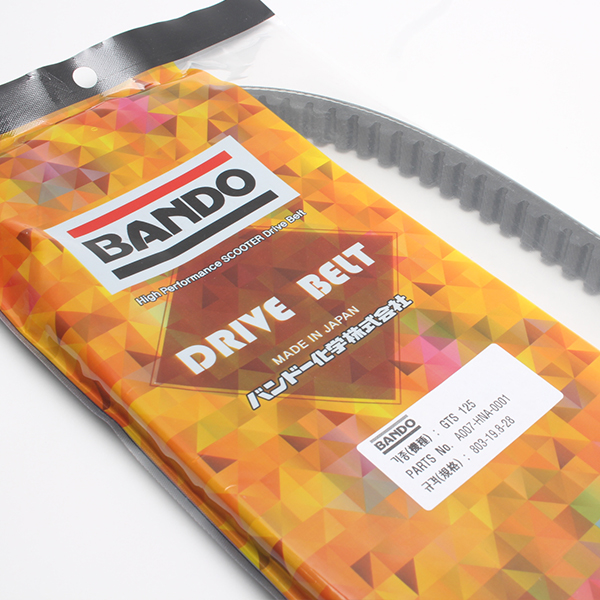 BANDO
High Performance SCOOTER Drive Belt
DRIVE BELT
MADE IN JAPAN
バンドー化学株式会社
BANDO
기종(機種) : GTS 125
PARTS No. A007-HNA-0001
규격(規格) : 803-19.8-28